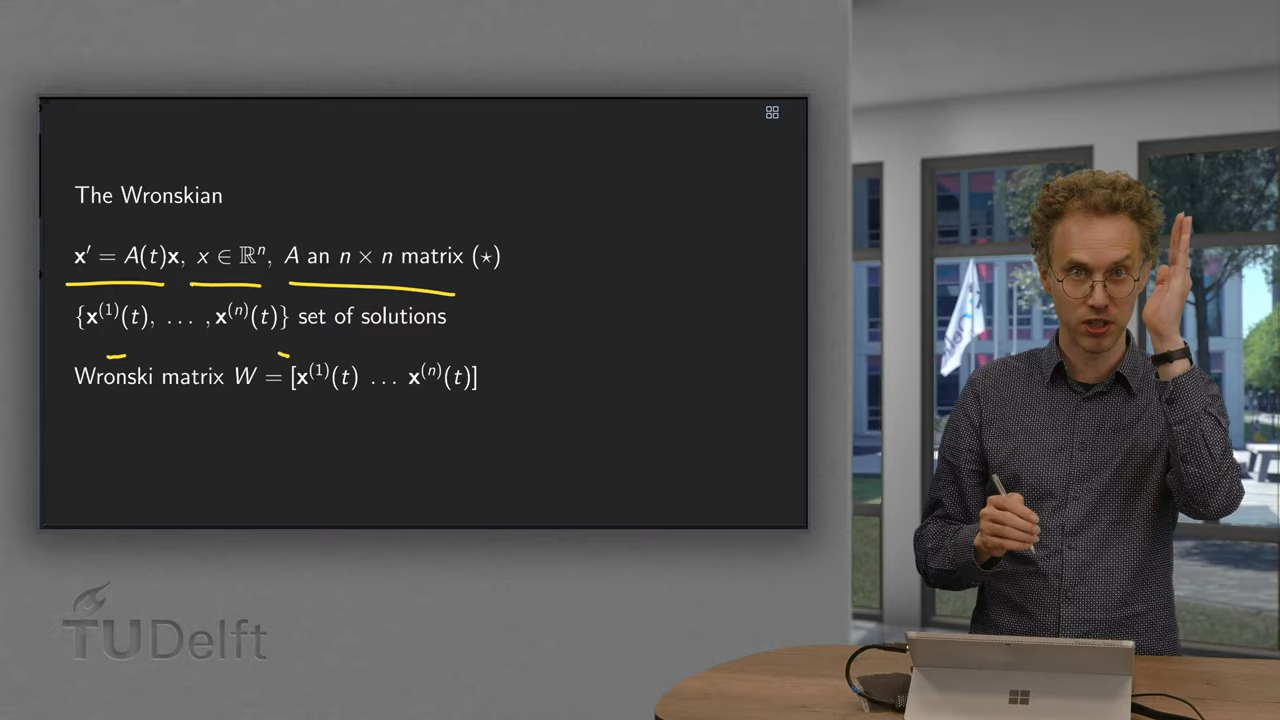 The Wronskian
x′ = A(t)x, x ∈ ℝⁿ, A an n × n matrix (⋆)
{x⁽¹⁾(t), … , x⁽ⁿ⁾(t)} set of solutions
Wronski matrix W = [x⁽¹⁾(t) … x⁽ⁿ⁾(t)]
TUDelft